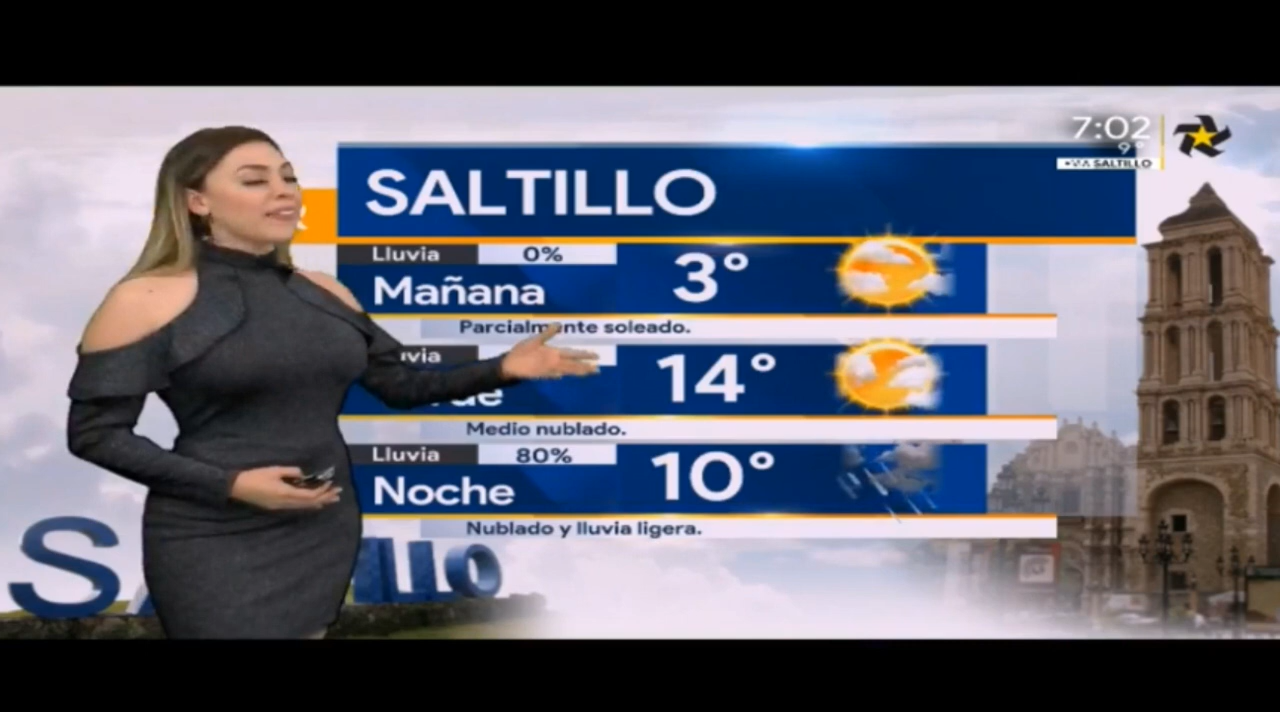 7:02
9°
VÍA SALTILLO
SALTILLO
Lluvia 0%
Mañana 3°
Parcialmente soleado.
14°
Medio nublado.
Lluvia 80%
Noche 10°
Nublado y lluvia ligera.